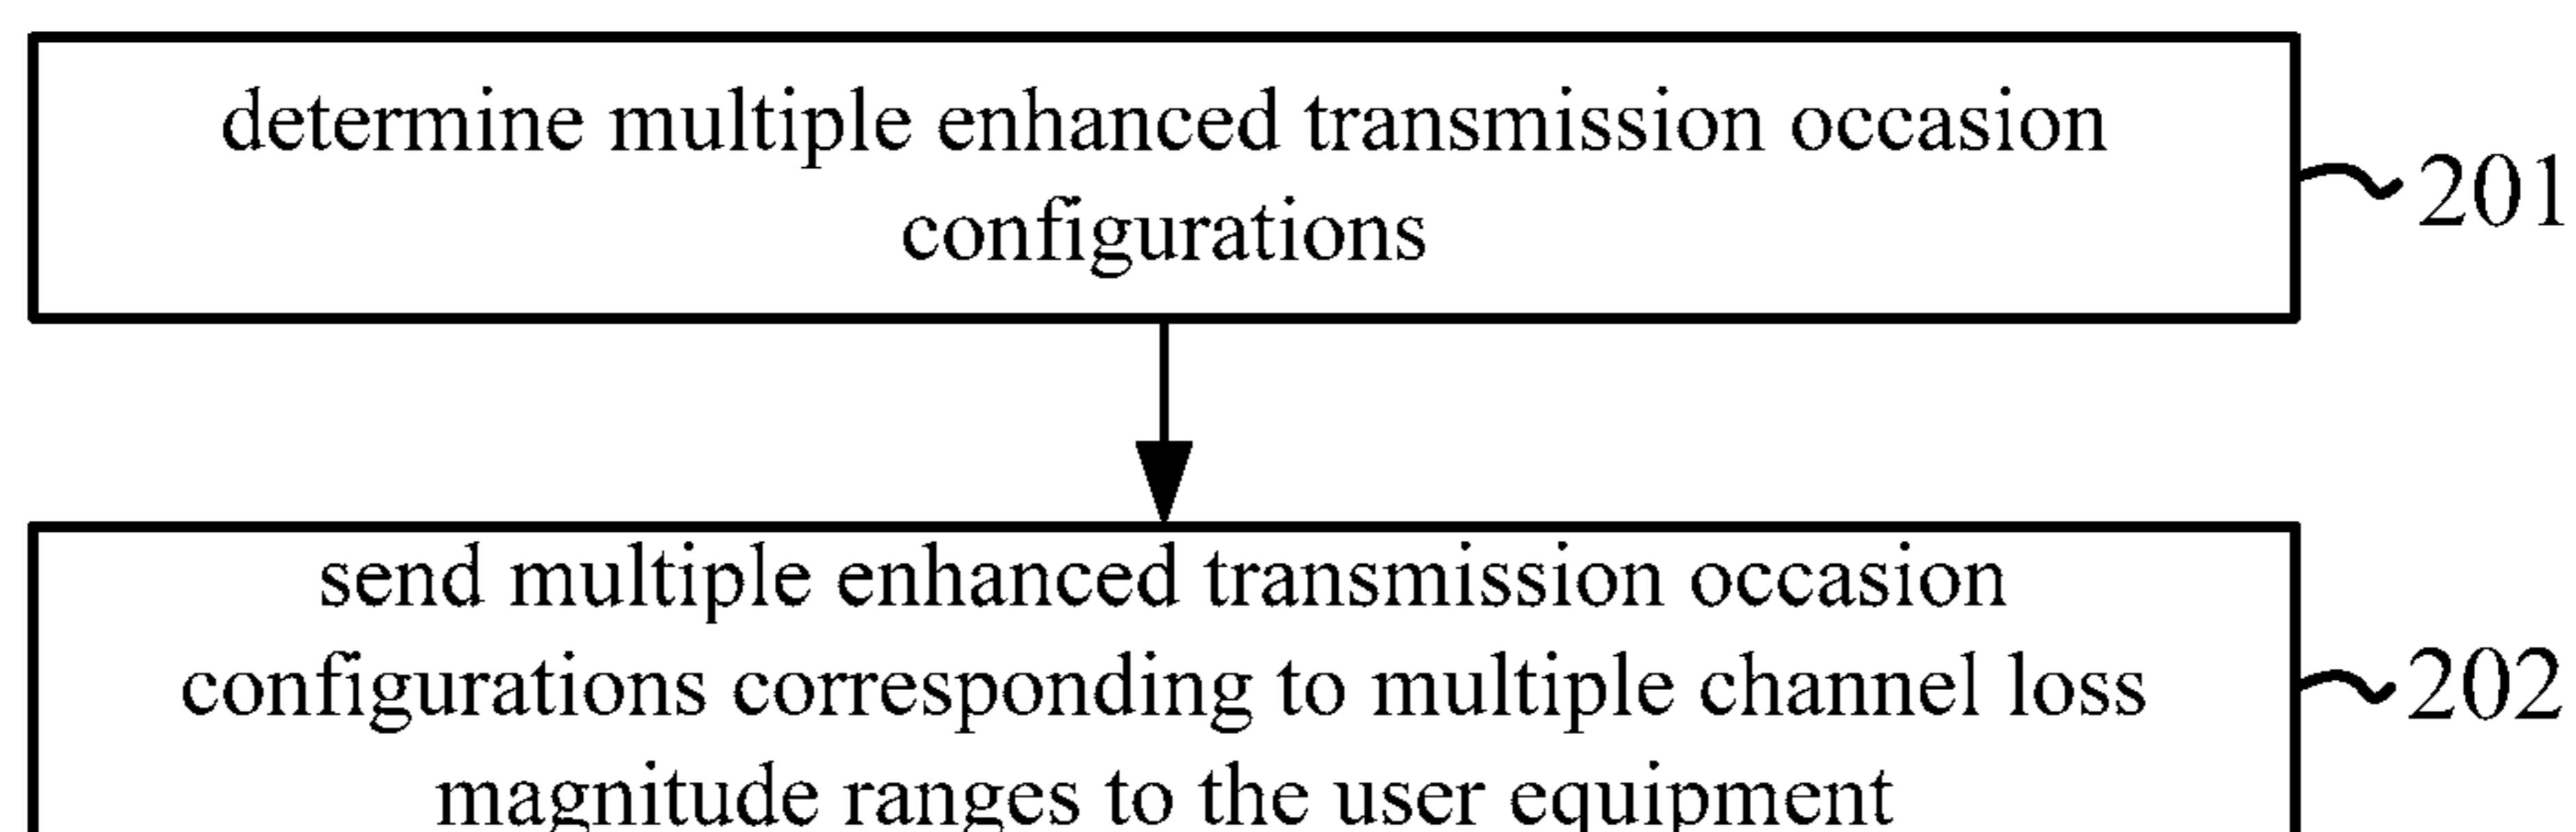 determine multiple enhanced transmission occasion
configurations
201
send multiple enhanced transmission occasion
configurations corresponding to multiple channel loss
magnitude ranges to the user equipment
202